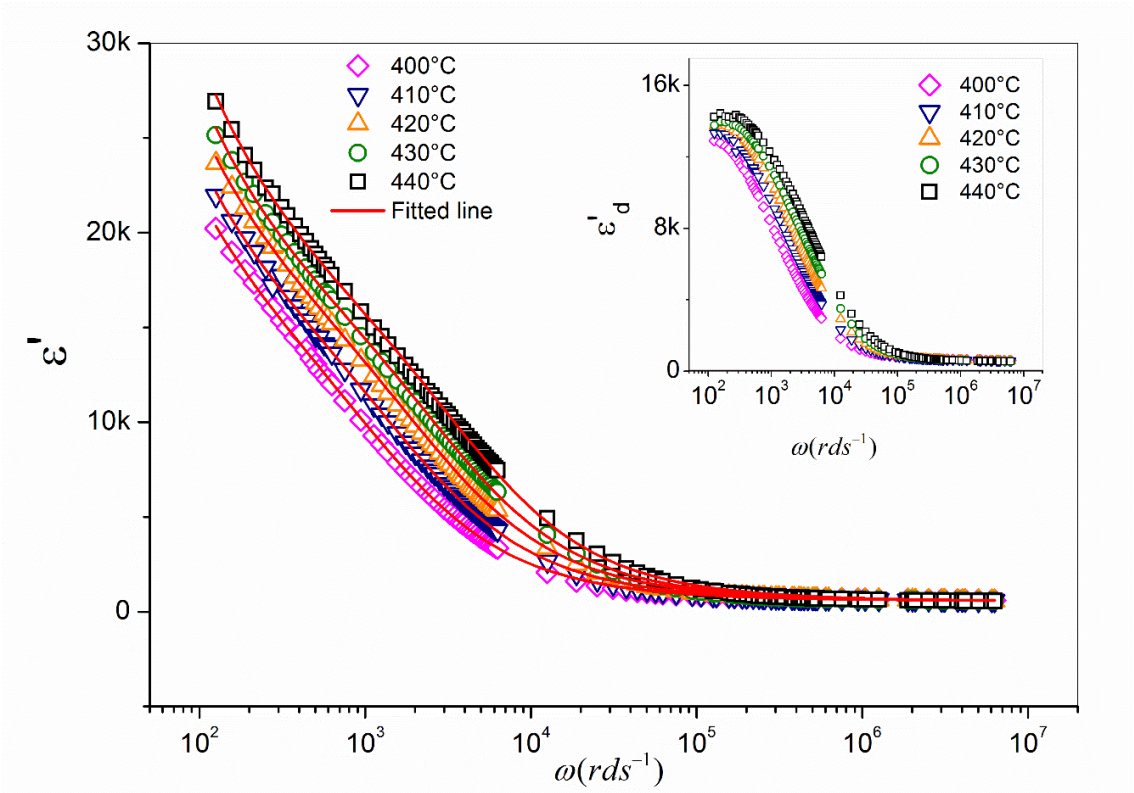 30k
20k
10k
0
ε'
400°C
410°C
420°C
430°C
440°C
Fitted line
16k
8k
0
ε'd
400°C
410°C
420°C
430°C
440°C
10² 10³ 10⁴ 10⁵ 10⁶ 10⁷
ω(rds⁻¹)
10² 10³ 10⁴ 10⁵ 10⁶ 10⁷
ω(rds⁻¹)